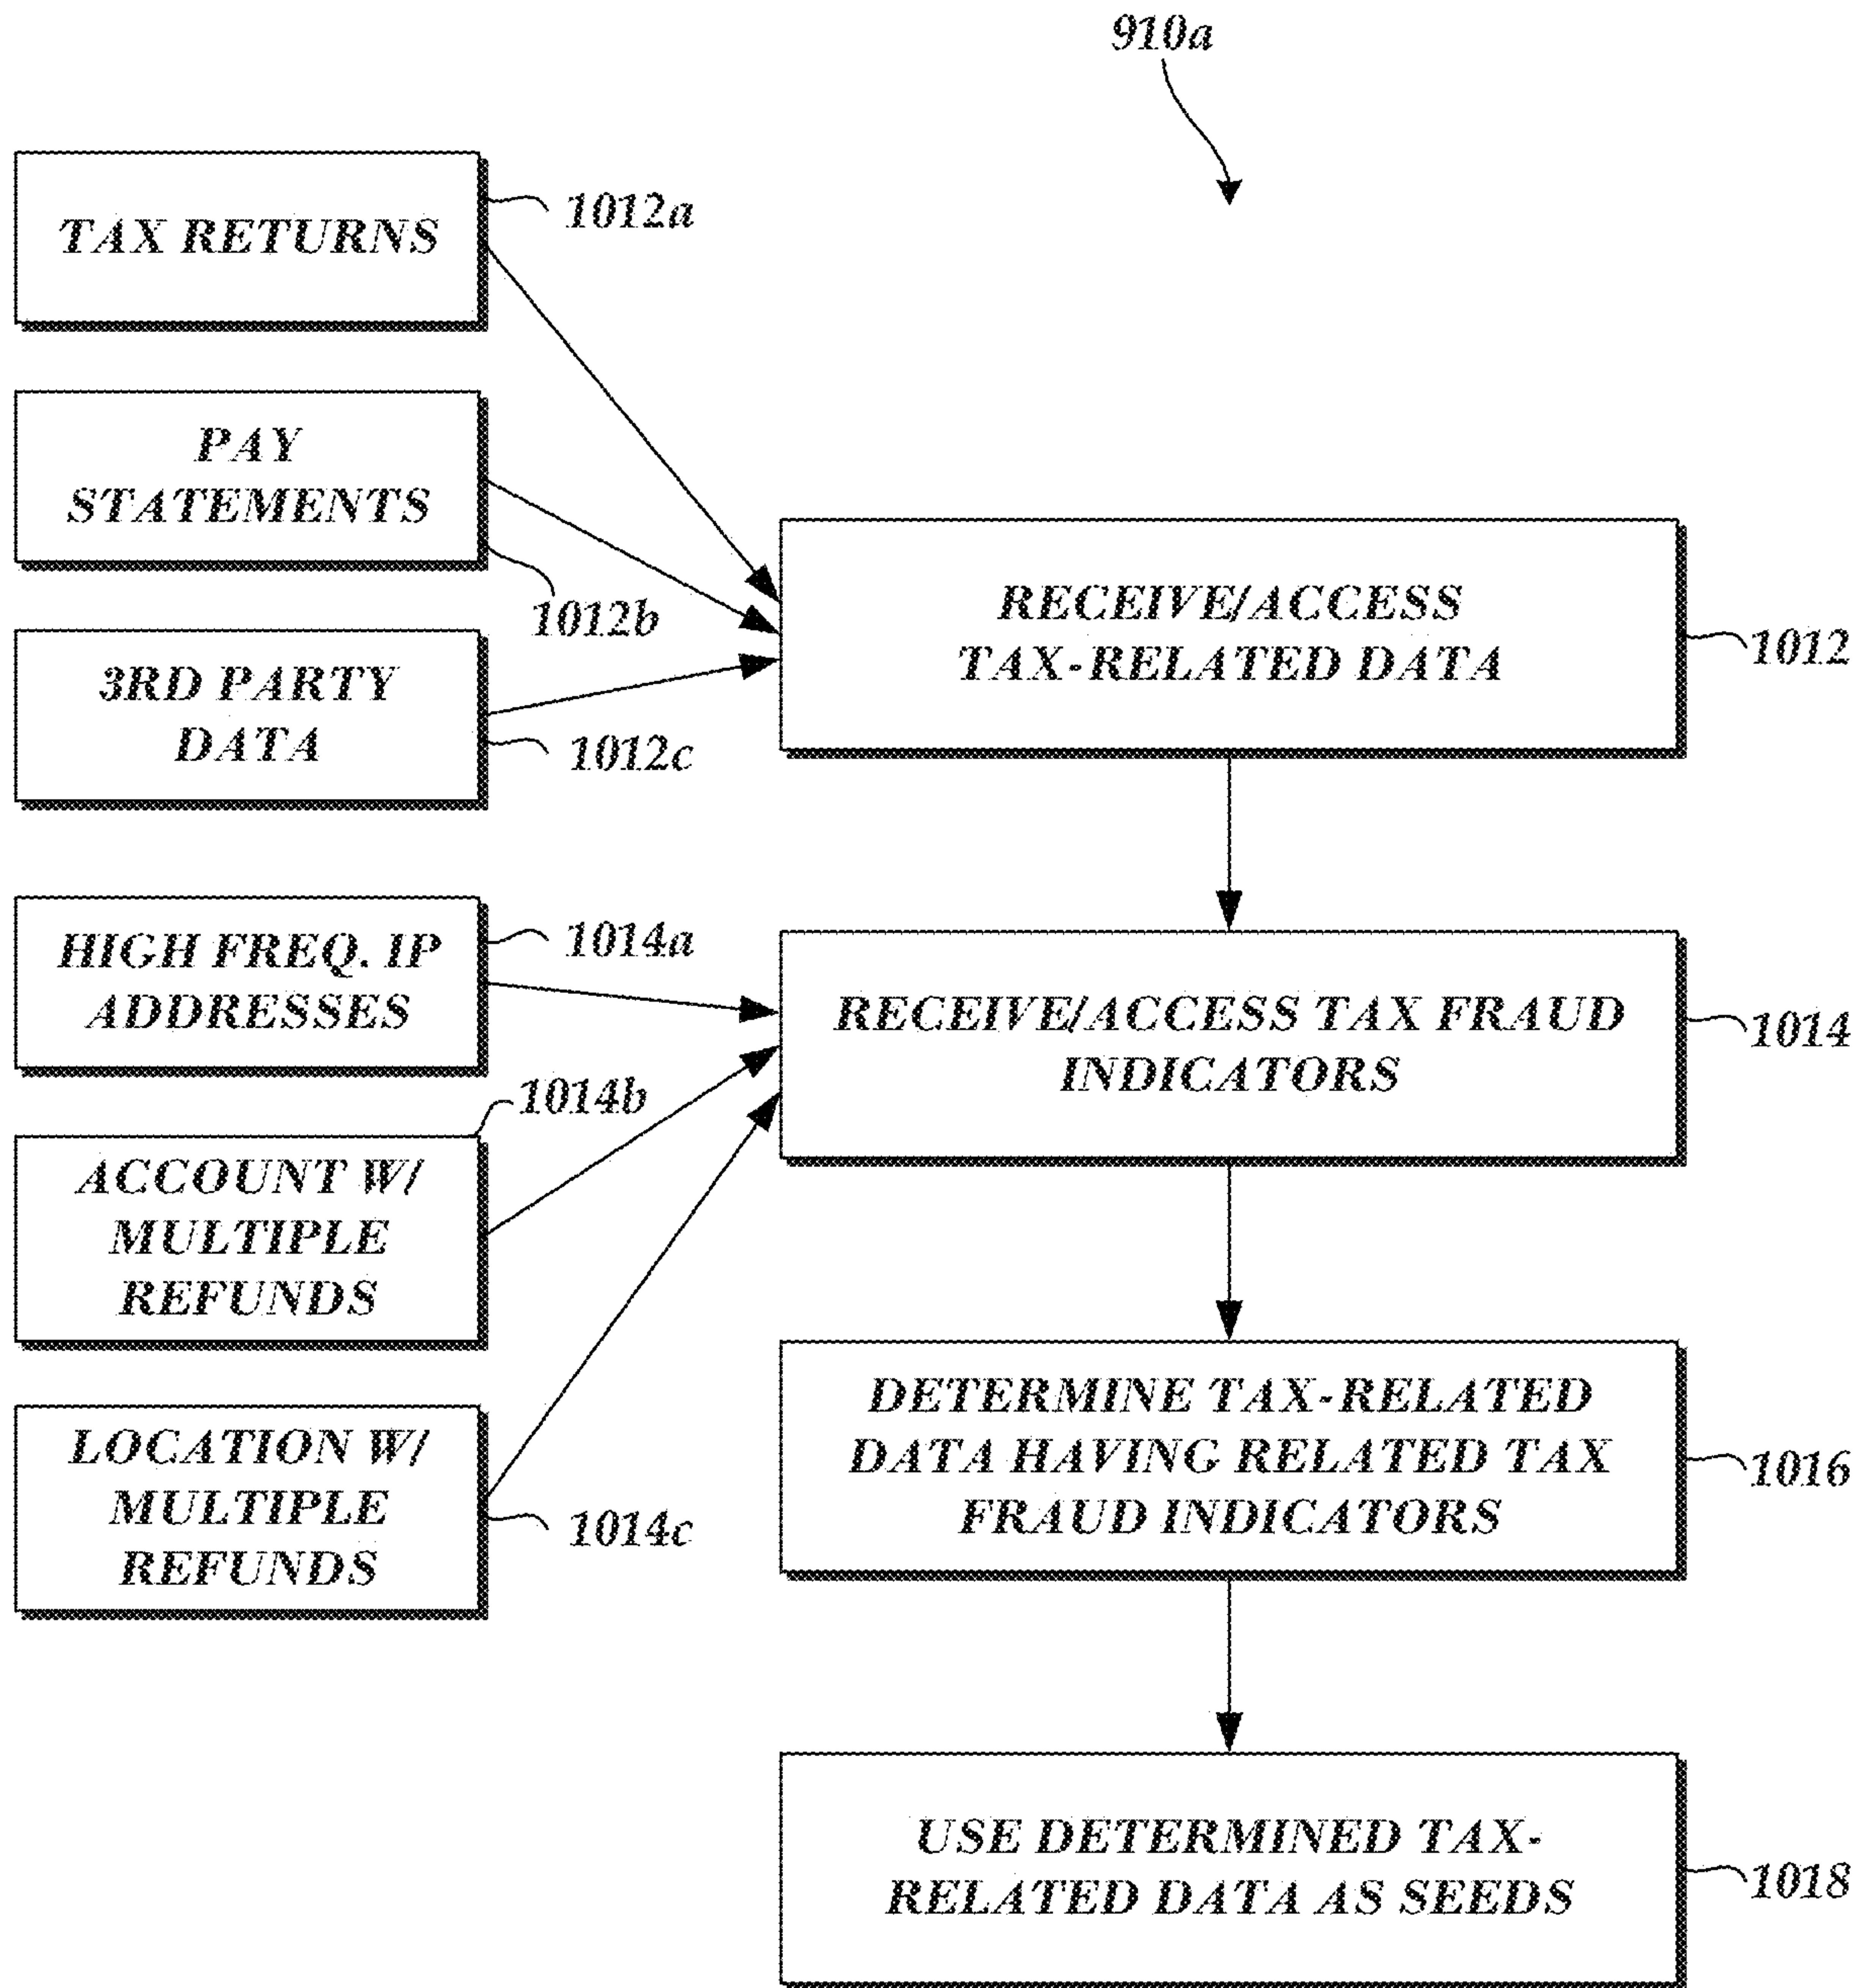 910a
TAX RETURNS
1012a
PAY
STATEMENTS
1012b
3RD PARTY
DATA
1012c
RECEIVE/ACCESS
TAX-RELATED DATA
1012
HIGH FREQ. IP
ADDRESSES
1014a
ACCOUNT W/
MULTIPLE
REFUNDS
1014b
LOCATION W/
MULTIPLE
REFUNDS
1014c
RECEIVE/ACCESS TAX FRAUD
INDICATORS
1014
DETERMINE TAX-RELATED
DATA HAVING RELATED TAX
FRAUD INDICATORS
1016
USE DETERMINED TAX-
RELATED DATA AS SEEDS
1018